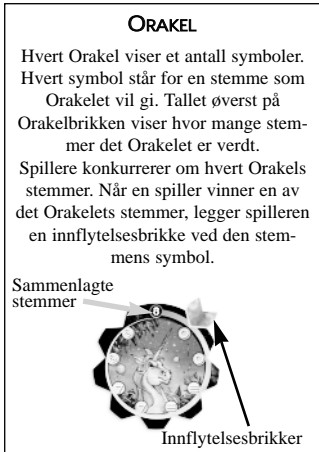 ORAKEL
Hvert Orakel viser et antall symboler.
Hvert symbol står for en stemme som
Orakelet vil gi. Tallet øverst på
Orakelbrikken viser hvor mange stem-
mer det Orakelet er verdt.
Spillere konkurrerer om hvert Orakels
stemmer. Når en spiller vinner en av
det Orakelets stemmer, legger spilleren
en innflytelsesbrikke ved den stem-
mens symbol.
Sammenlagte
stemmer
8
Innflytelsesbrikker